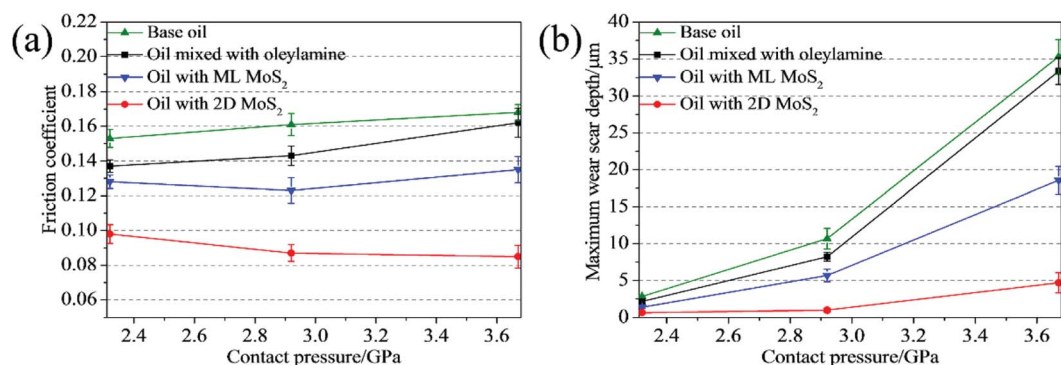 (a)
0.22
0.20
0.18
0.16
0.14
0.12
0.10
0.08
0.06
Friction coefficient
Base oil
Oil mixed with oleylamine
Oil with ML MoS₂
Oil with 2D MoS₂
2.4 2.6 2.8 3.0 3.2 3.4 3.6
Contact pressure/GPa
(b)
40
35
30
25
20
15
10
5
0
Maximum wear scar depth/μm
Base oil
Oil mixed with oleylamine
Oil with ML MoS₂
Oil with 2D MoS₂
2.4 2.6 2.8 3.0 3.2 3.4 3.6
Contact pressure/GPa